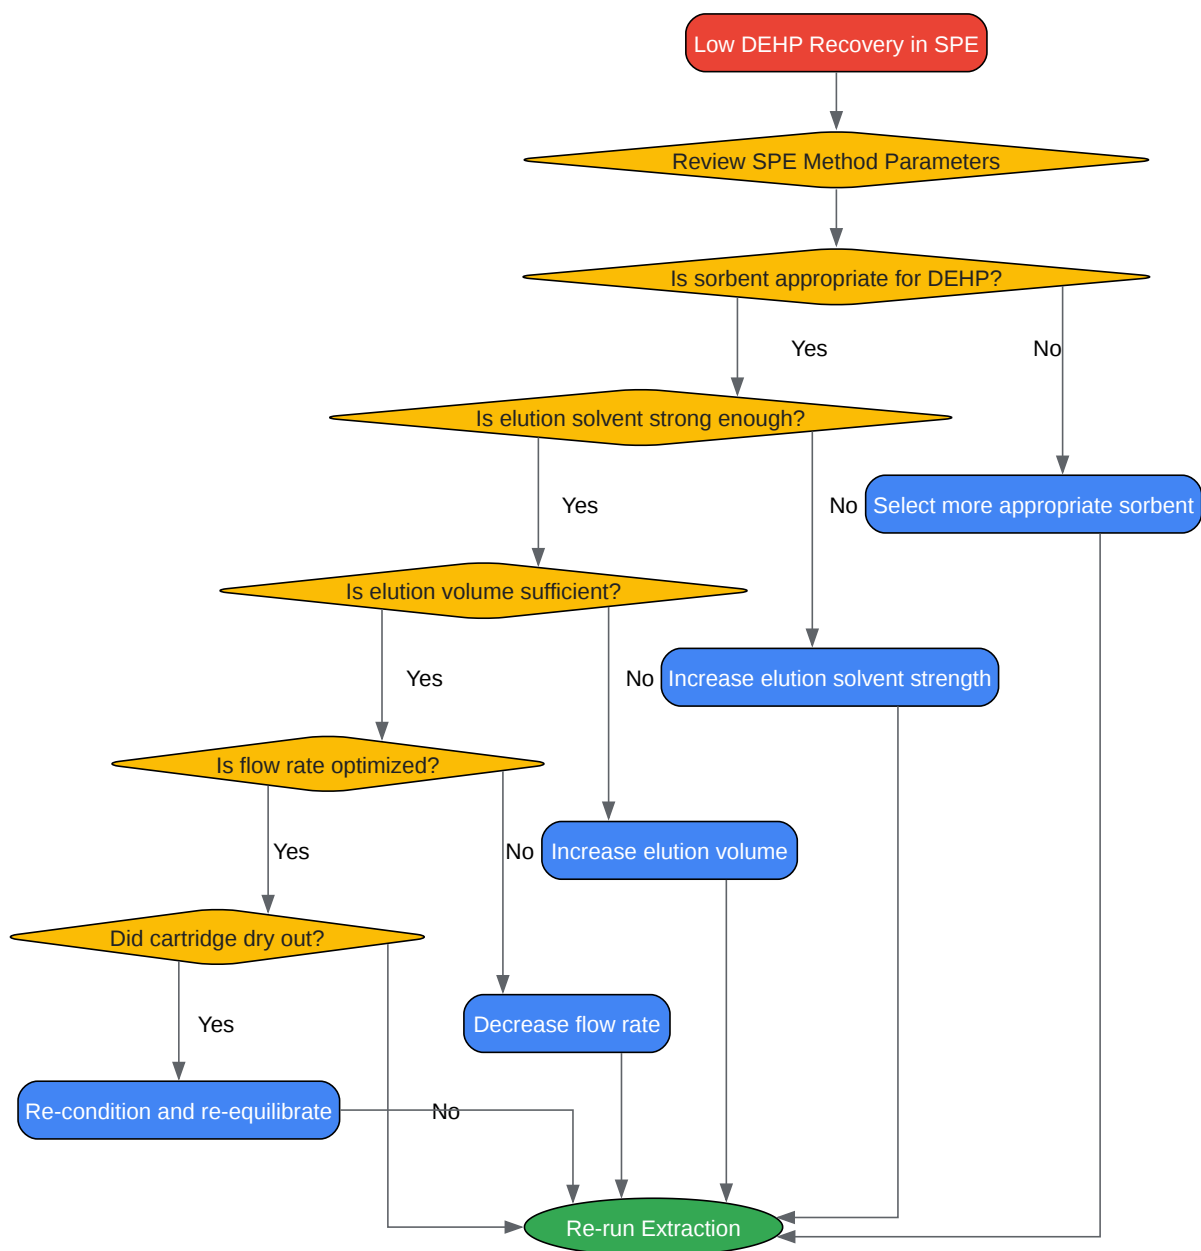 Low DEHP Recovery in SPE
Review SPE Method Parameters
Is sorbent appropriate for DEHP?
Yes
No
Is elution solvent strong enough?
Yes
No
Select more appropriate sorbent
Is elution volume sufficient?
Yes
No
Increase elution solvent strength
Is flow rate optimized?
Yes
No
Increase elution volume
Did cartridge dry out?
Yes
Decrease flow rate
Re-condition and re-equilibrate
No
Re-run Extraction